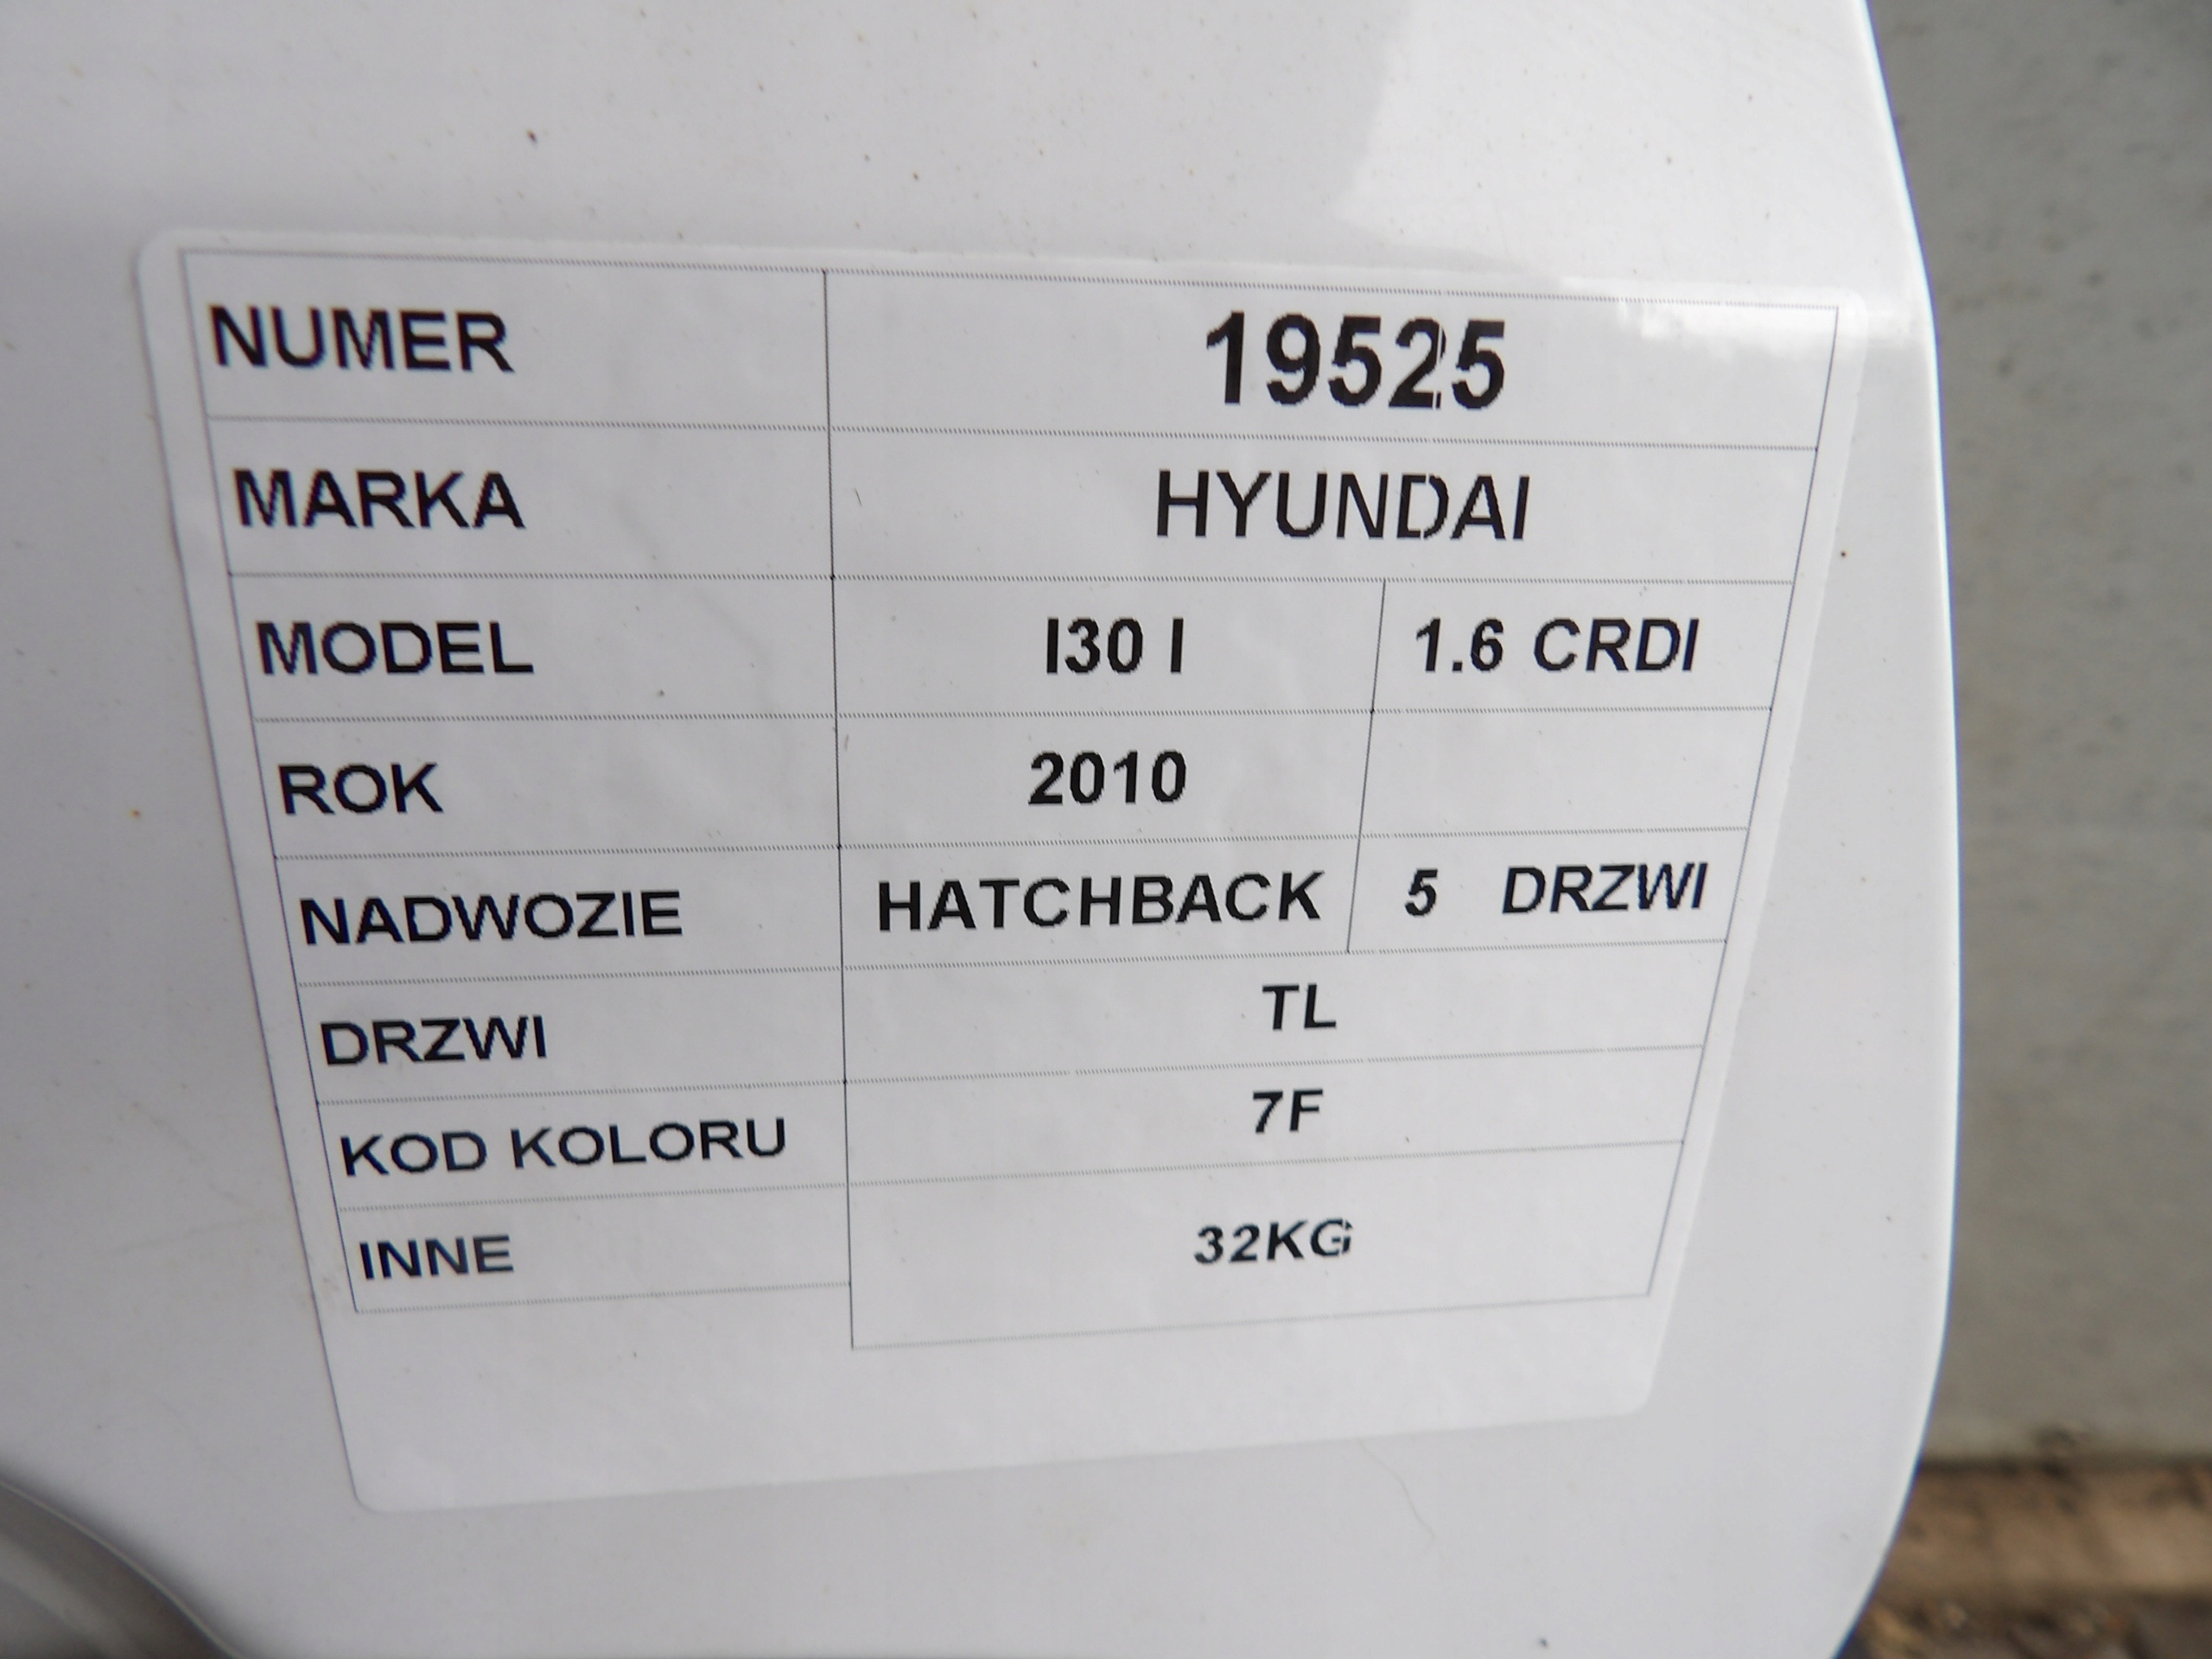 NUMER 19525
MARKA HYUNDAI
MODEL I30 I 1.6 CRDI
ROK 2010
NADWOZIE HATCHBACK 5 DRZWI
DRZWI TL
KOD KOLORU 7F
INNE 32KG